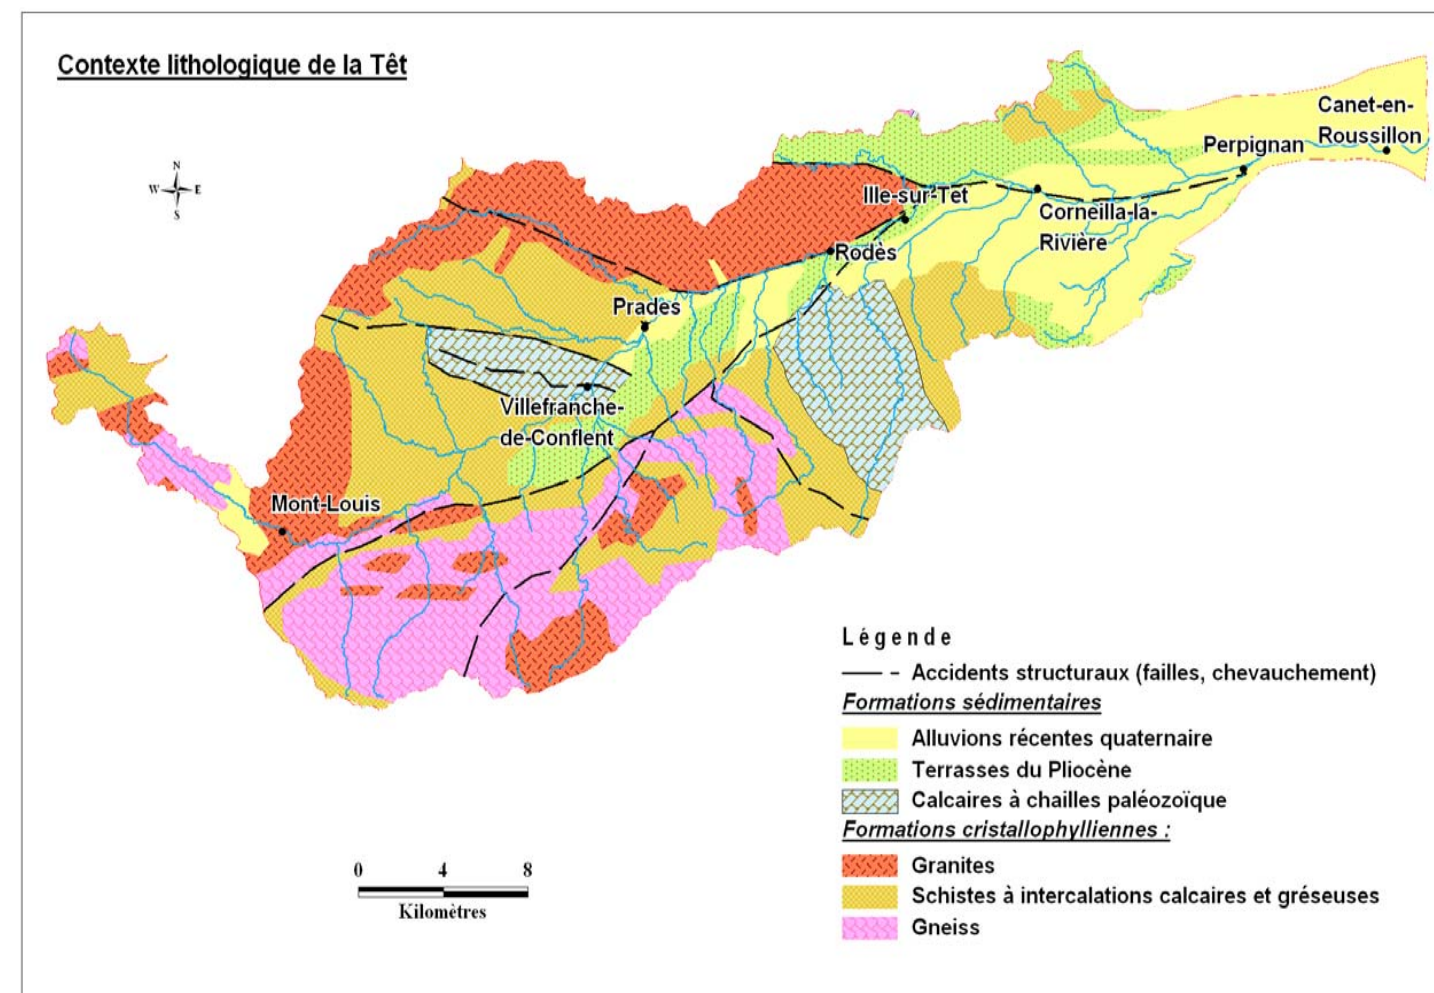 Contexte lithologique de la Têt
N
W E
S
Canet-en-
Roussillon
Perpignan
Ille-sur-Tet
Corneilla-la-
Rivière
Rodès
Prades
Villefranche-
de-Conflent
Mont-Louis
Légende
Accidents structuraux (failles, chevauchement)
Formations sédimentaires
Alluvions récentes quaternaire
Terrasses du Pliocène
Calcaires à chailles paléozoïque
Formations cristallophylliennes :
Granites
Schistes à intercalations calcaires et gréseuses
Gneiss
0 4 8
Kilomètres